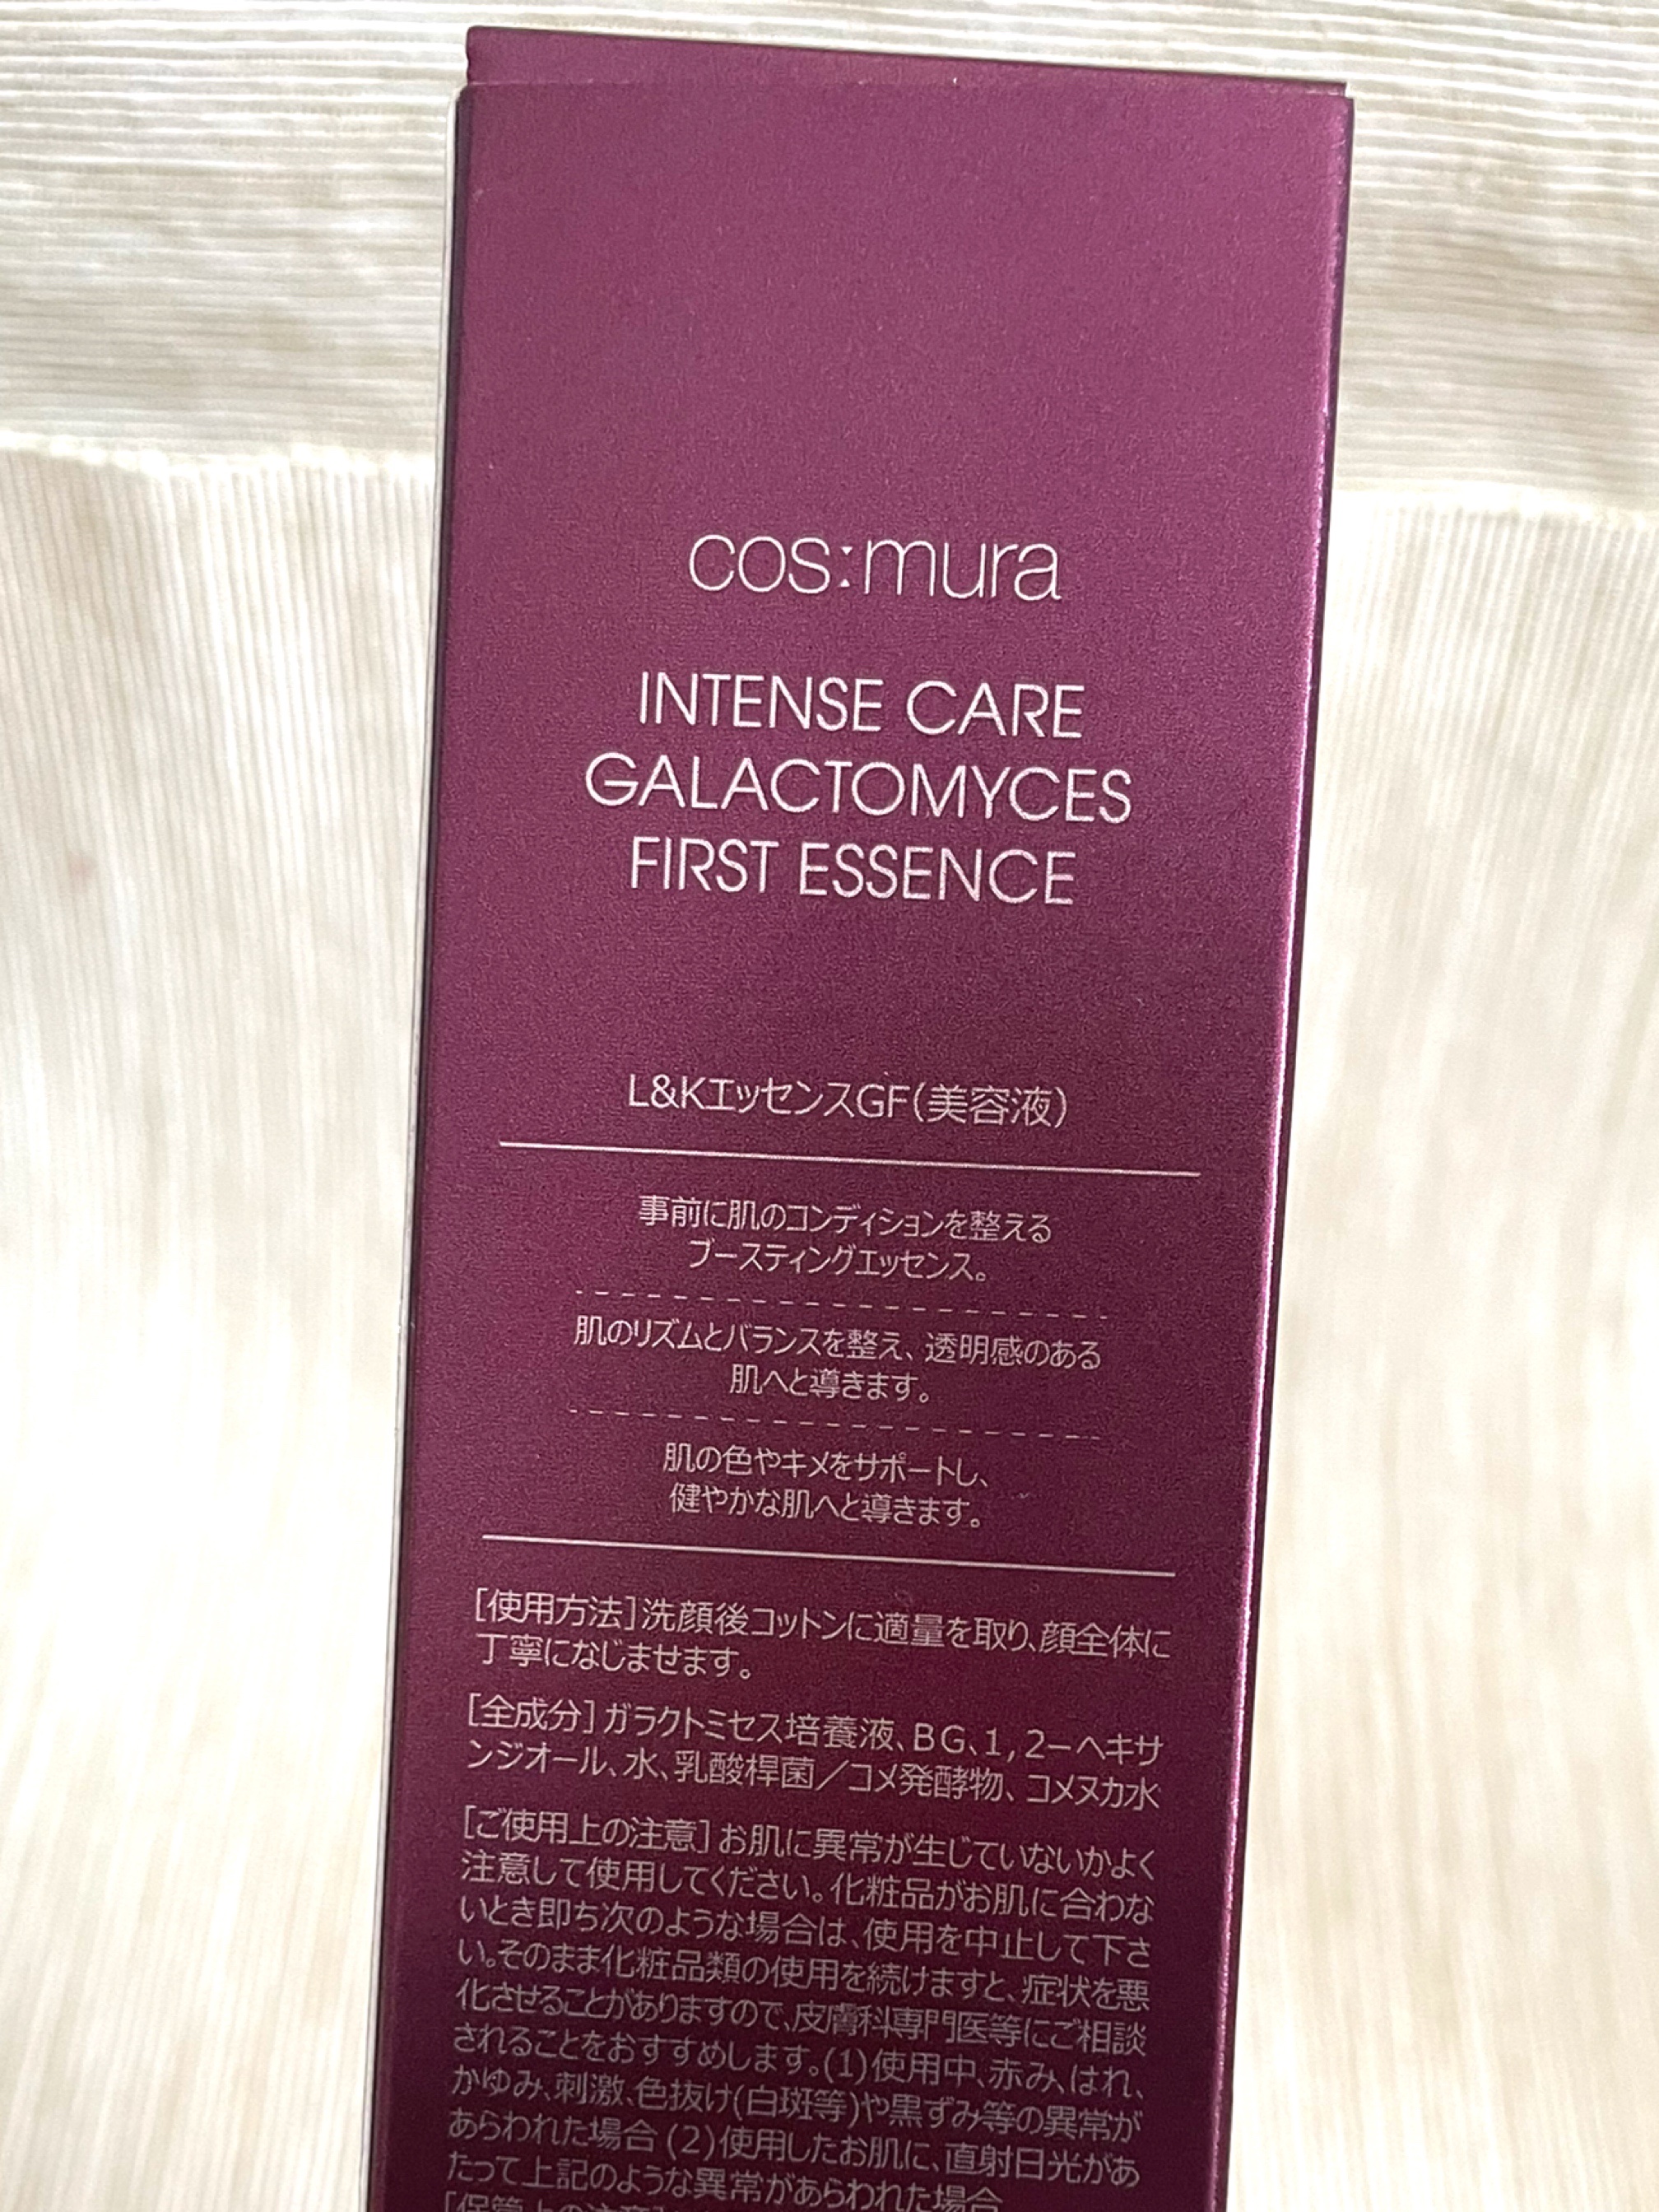 cos:mura
INTENSE CARE
GALACTOMYCES
FIRST ESSENCE
L&KエッセンスGF(美容液)
事前に肌のコンディションを整える
ブースティングエッセンス。
肌のリズムとバランスを整え、透明感のある
肌へと導きます。
肌の色やキメをサポートし、
健やかな肌へと導きます。
[使用方法]洗顔後コットンに適量を取り、顔全体に
丁寧になじませます。
[全成分]ガラクトミセス培養液、BG、1,2-ヘキサ
ンジオール、水、乳酸桿菌/コメ発酵物、コメヌカ水
[ご使用上の注意]お肌に異常が生じていないかよく
注意して使用してください。化粧品がお肌に合わな
いとき即ち次のような場合は、使用を中止して下さ
い。そのまま化粧品類の使用を続けますと、症状を悪
化させることがありますので、皮膚科専門医等にご相談
されることをおすすめします。(1)使用中、赤み、はれ、
かゆみ、刺激、色抜け(白斑等)や黒ずみ等の異常が
あらわれた場合(2)使用したお肌に、直射日光があ
たって上記のような異常があらわれた場合